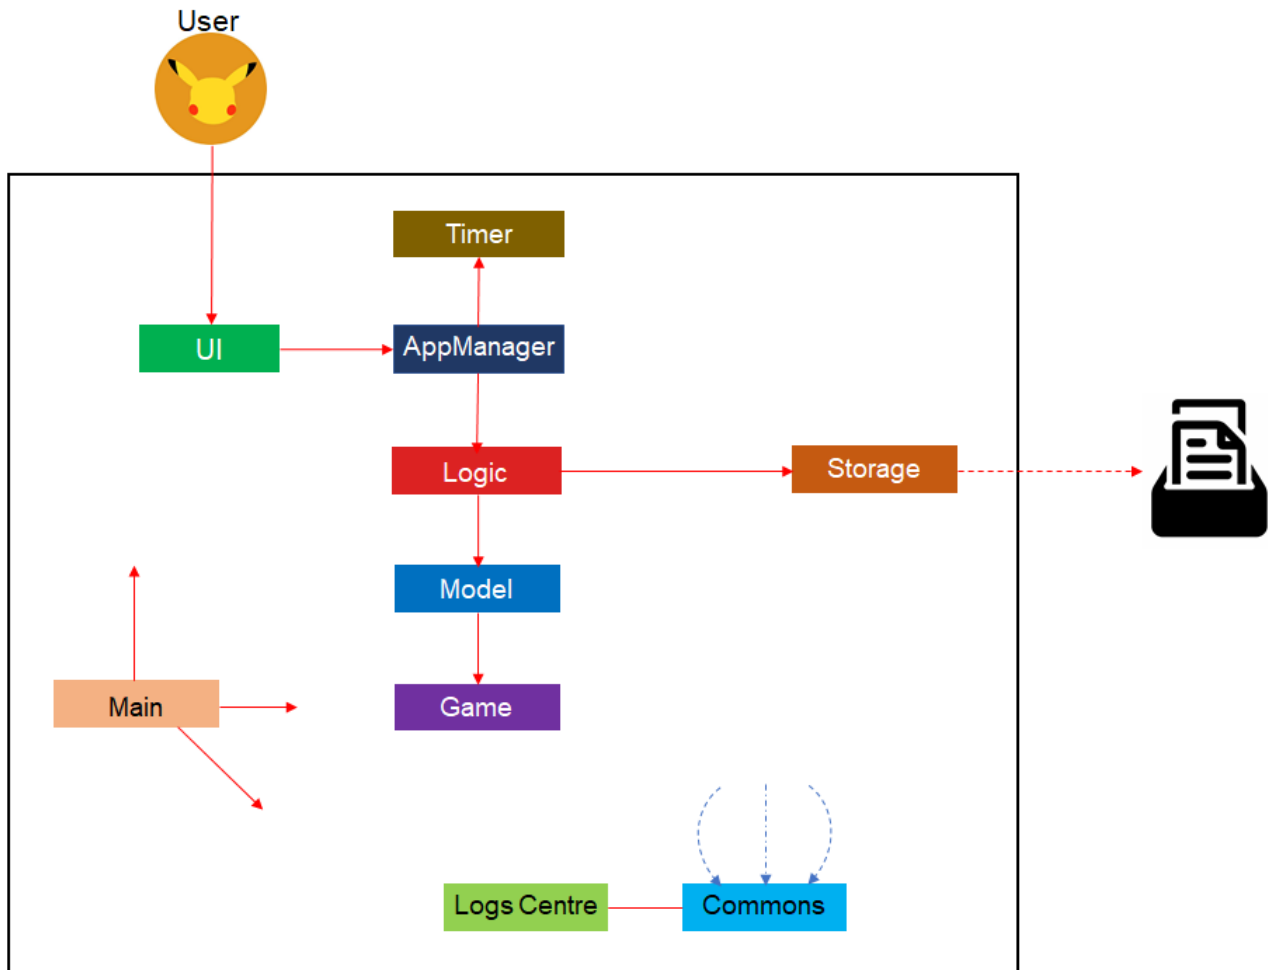 User
Timer
UI
AppManager
Logic
Storage
Model
Main
Game
Logs Centre
Commons